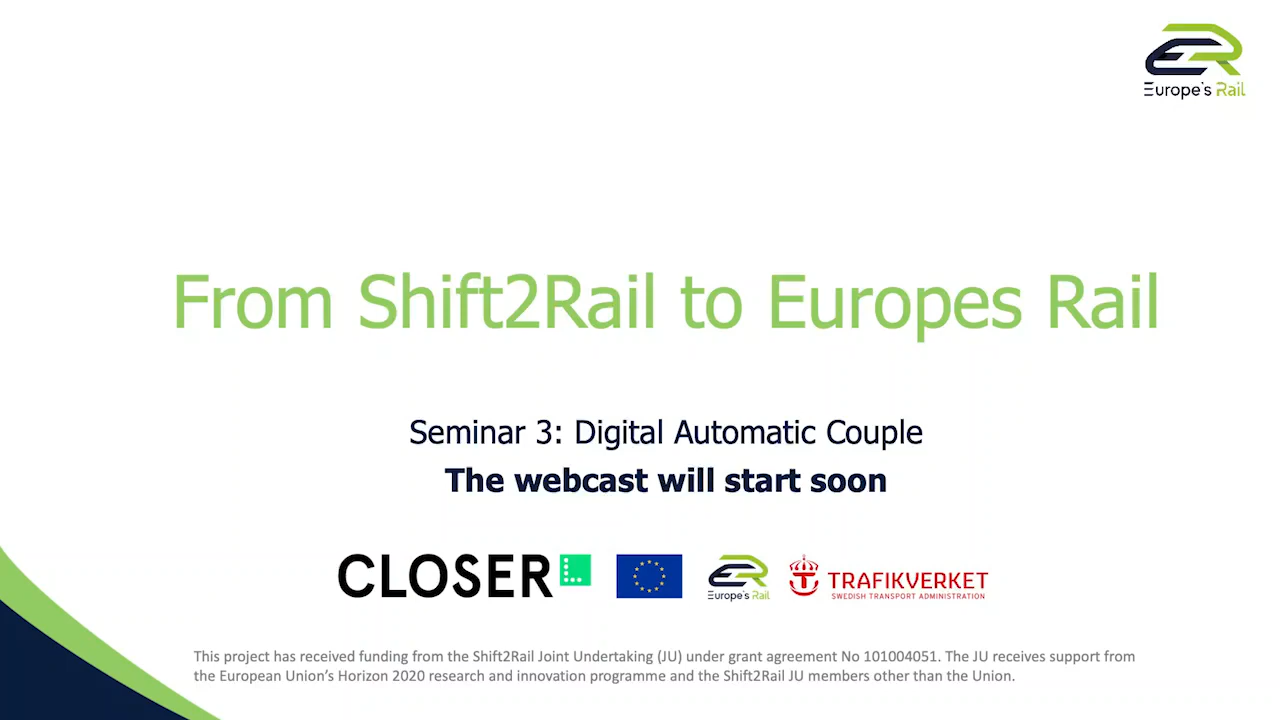 Europe's Rail
From Shift2Rail to Europes Rail
Seminar 3: Digital Automatic Couple
The webcast will start soon
CLOSER
Europe's Rail
TRAFIKVERKET
SWEDISH TRANSPORT ADMINISTRATION
This project has received funding from the Shift2Rail Joint Undertaking (JU) under grant agreement No 101004051. The JU receives support from
the European Union’s Horizon 2020 research and innovation programme and the Shift2Rail JU members other than the Union.